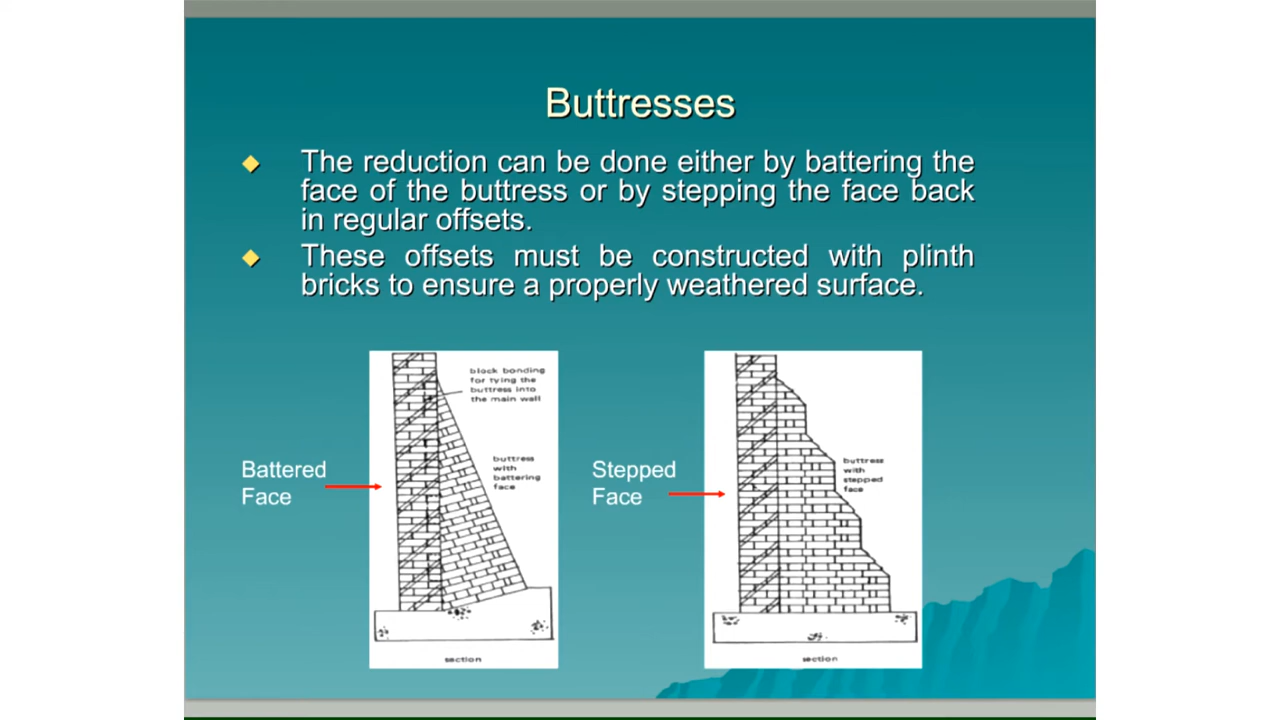 Buttresses
The reduction can be done either by battering the
face of the buttress or by stepping the face back
in regular offsets.
These offsets must be constructed with plinth
bricks to ensure a properly weathered surface.
block bonding
for tying the
buttress into
the main wall
buttress
with
battering
face
Battered
Face
section
Stepped
Face
buttress
with
stepped
face
section